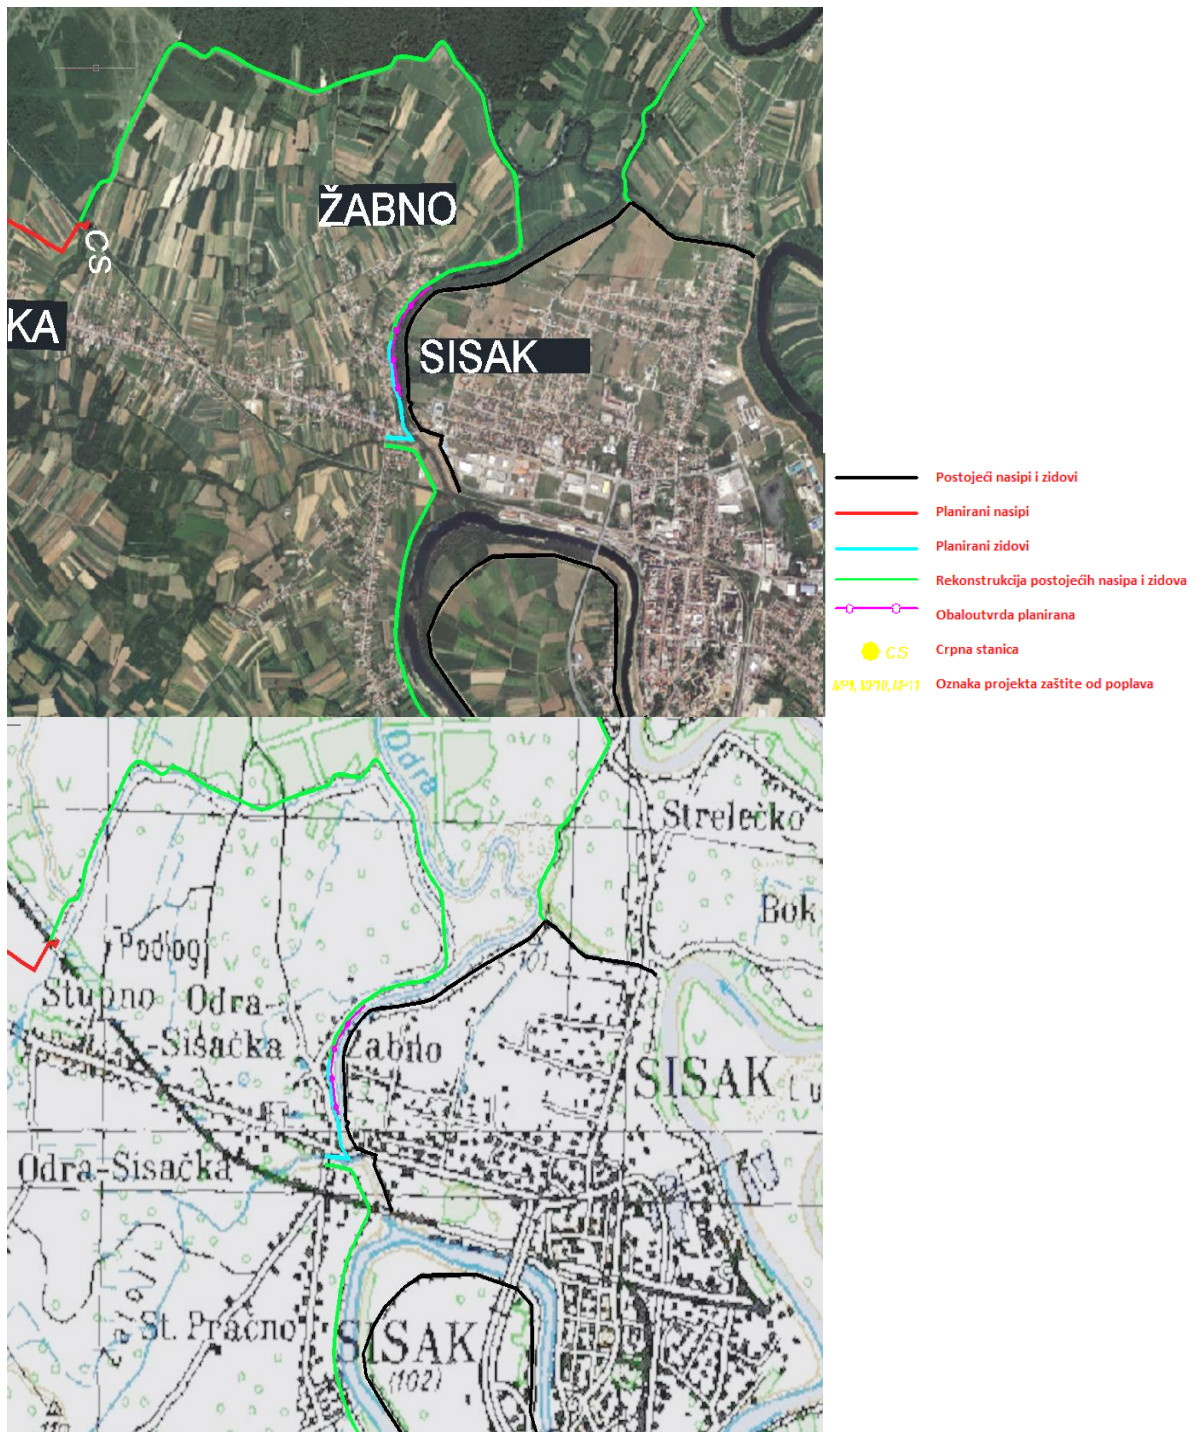 ŽABNO
CS
KA
SISAK
Postojeći nasipi i zidovi
Planirani nasipi
Planirani zidovi
Rekonstrukcija postojećih nasipa i zidova
Obaloutvrda planirana
CS Crpna stanica
Oznaka projekta zaštite od poplava
Odra
Strelečko
Bok
Podlog
Stupno Odra-
-Sisačka
Žabno
SISAK
Odra-Sisačka
St. Pračno
SISAK
(102)